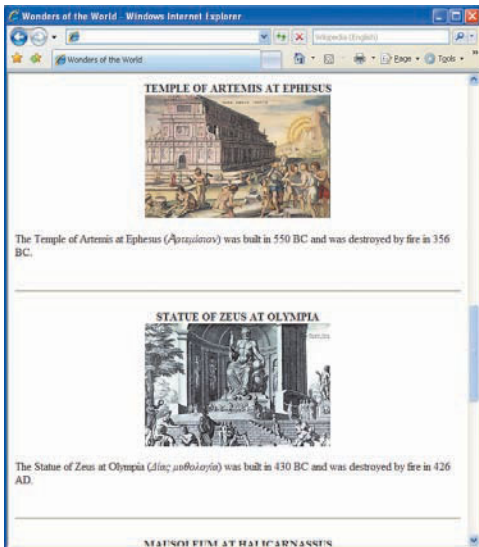 Wonders of the World - Windows Internet Explorer
Wikipedia (English)
Wonders of the World
Page
Tools
TEMPLE OF ARTEMIS AT EPHESUS
The Temple of Artemis at Ephesus (Ἀρτεμίσιον) was built in 550 BC and was destroyed by fire in 356
BC.
STATUE OF ZEUS AT OLYMPIA
The Statue of Zeus at Olympia (Δίας μυθολογία) was built in 430 BC and was destroyed by fire in 426
AD.
MAUSOLEUM AT HALICARNASSUS